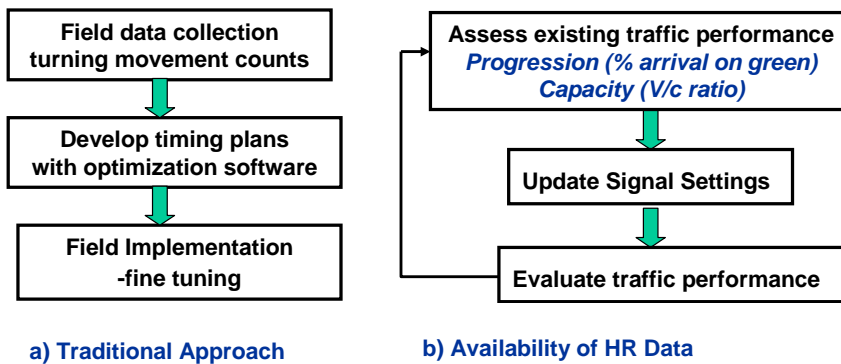 Field data collection
turning movement counts
Develop timing plans
with optimization software
Field Implementation
-fine tuning
a) Traditional Approach
Assess existing traffic performance
Progression (% arrival on green)
Capacity (V/c ratio)
Update Signal Settings
Evaluate traffic performance
b) Availability of HR Data